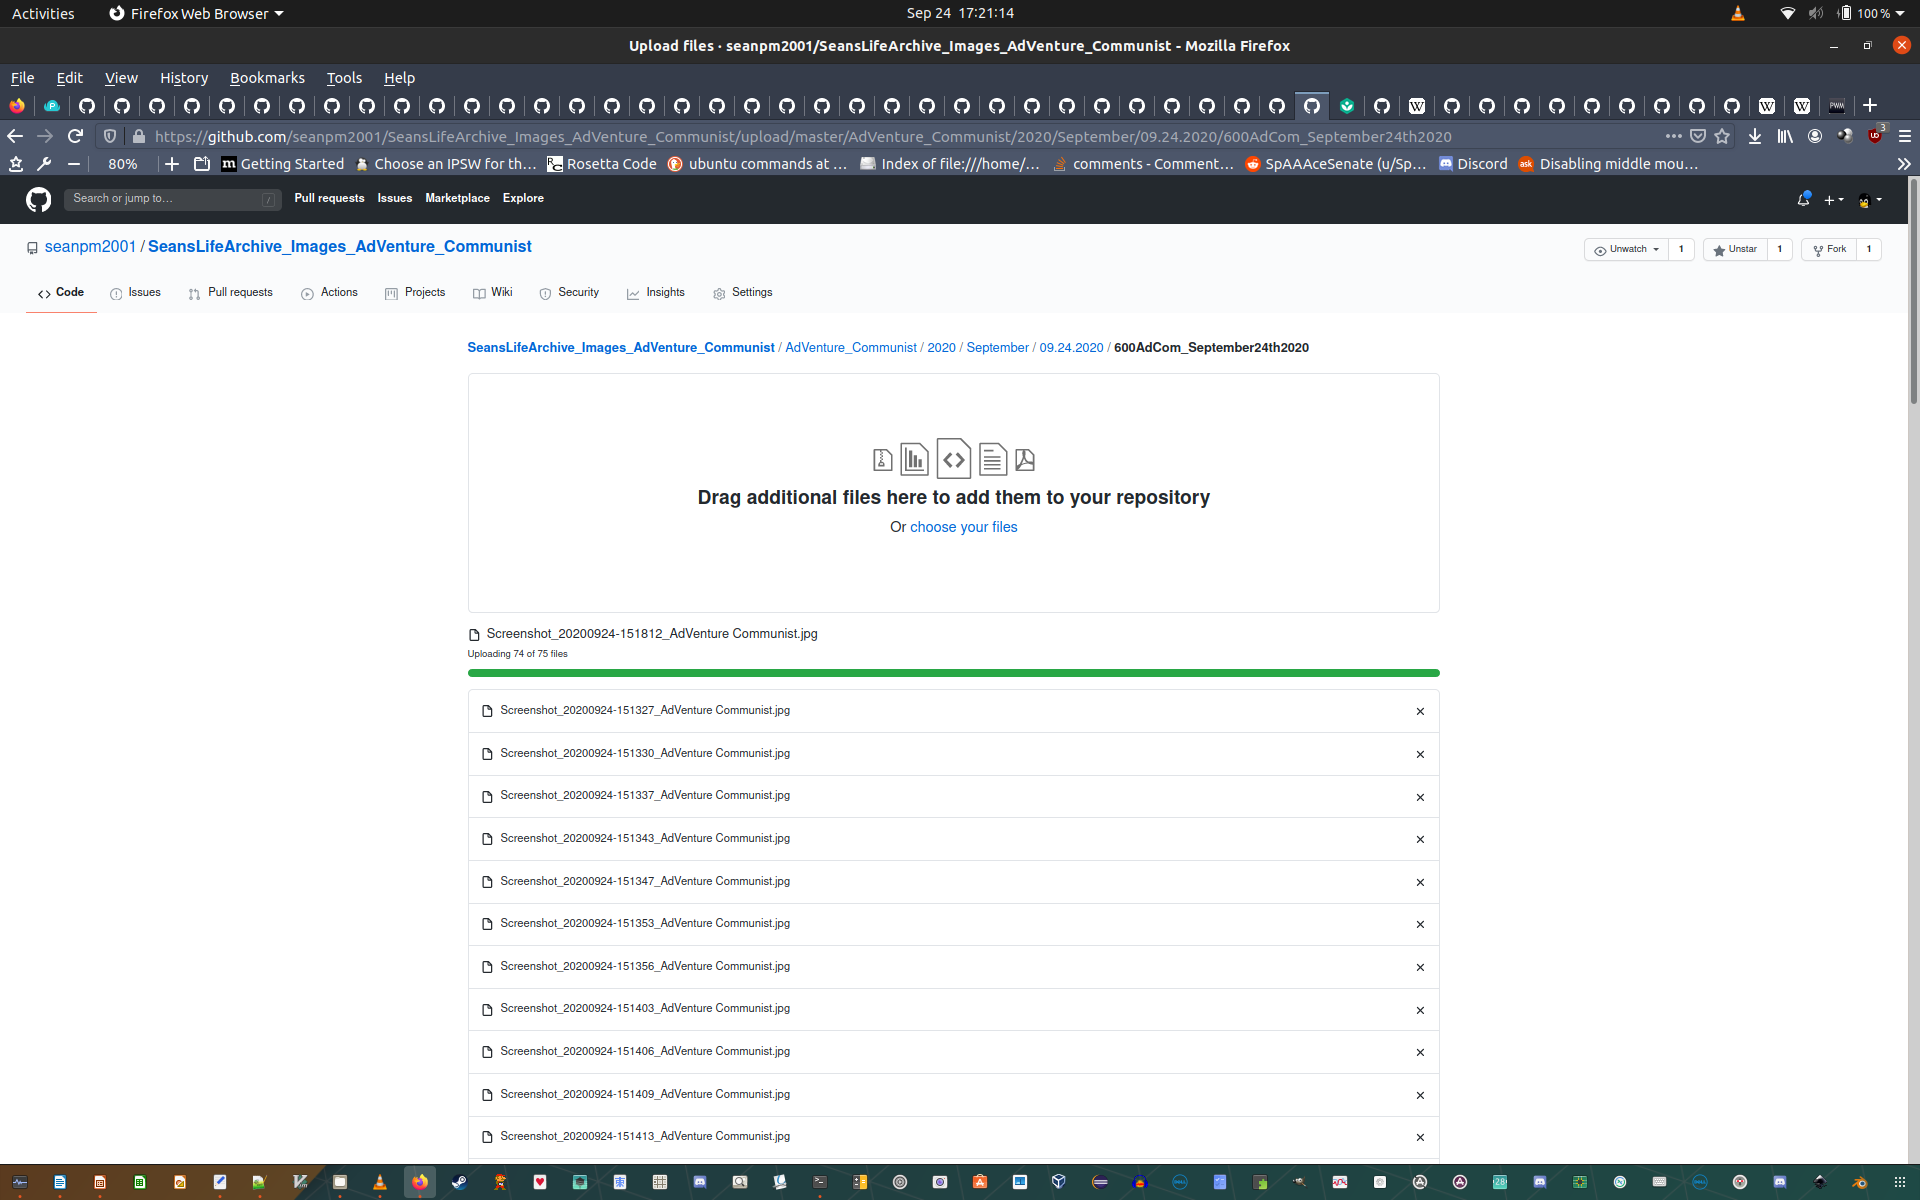 Activities Firefox Web Browser Sep 24 17:21:14 100 %
Upload files · seanpm2001/SeansLifeArchive_Images_AdVenture_Communist - Mozilla Firefox
File Edit View History Bookmarks Tools Help
https://github.com/seanpm2001/SeansLifeArchive_Images_AdVenture_Communist/upload/master/AdVenture_Communist/2020/September/09.24.2020/600AdCom_September24th2020 3
80% Getting Started Choose an IPSW for th… Rosetta Code ubuntu commands at … Index of file:///home/… comments - Comment… SpAAAceSenate (u/Sp… Discord Disabling middle mou…
Search or jump to… / Pull requests Issues Marketplace Explore
seanpm2001 / SeansLifeArchive_Images_AdVenture_Communist Unwatch 1 Unstar 1 Fork 1
Code Issues Pull requests Actions Projects Wiki Security Insights Settings
SeansLifeArchive_Images_AdVenture_Communist / AdVenture_Communist / 2020 / September / 09.24.2020 / 600AdCom_September24th2020
Drag additional files here to add them to your repository
Or choose your files
Screenshot_20200924-151812_AdVenture Communist.jpg
Uploading 74 of 75 files
Screenshot_20200924-151327_AdVenture Communist.jpg
Screenshot_20200924-151330_AdVenture Communist.jpg
Screenshot_20200924-151337_AdVenture Communist.jpg
Screenshot_20200924-151343_AdVenture Communist.jpg
Screenshot_20200924-151347_AdVenture Communist.jpg
Screenshot_20200924-151353_AdVenture Communist.jpg
Screenshot_20200924-151356_AdVenture Communist.jpg
Screenshot_20200924-151403_AdVenture Communist.jpg
Screenshot_20200924-151406_AdVenture Communist.jpg
Screenshot_20200924-151409_AdVenture Communist.jpg
Screenshot_20200924-151413_AdVenture Communist.jpg